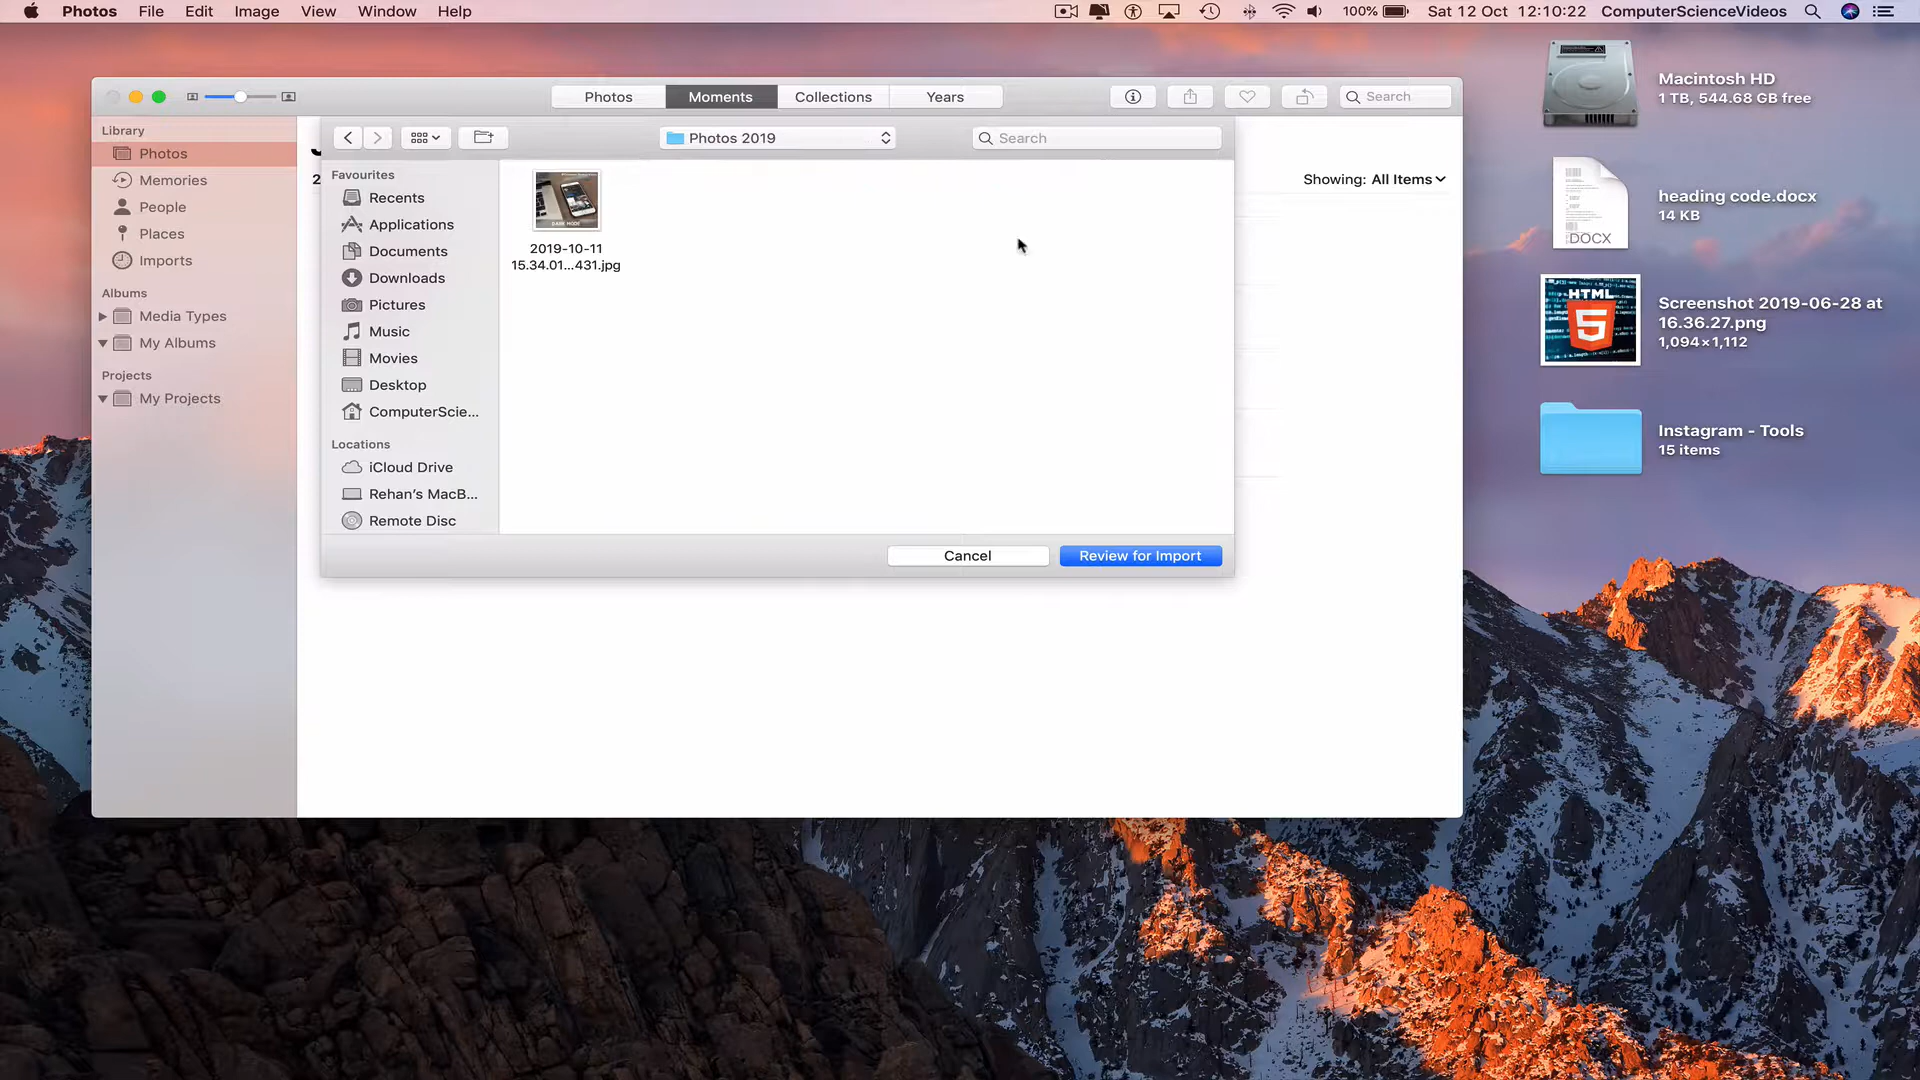 Photos File Edit Image View Window Help
100% Sat 12 Oct 12:10:22 ComputerScienceVideos
Photos Moments Collections Years
Search
Library
Photos
Memories
People
Places
Imports
Albums
Media Types
My Albums
Projects
My Projects
Photos 2019
Search
Favourites
Recents
Applications
Documents
Downloads
Pictures
Music
Movies
Desktop
ComputerScie...
Locations
iCloud Drive
Rehan's MacB...
Remote Disc
DARK MODE
2019-10-11
15.34.01...431.jpg
2
Showing: All Items
Cancel Review for Import
Macintosh HD
1 TB, 544.68 GB free
DOCX
heading code.docx
14 KB
HTML
5
Screenshot 2019-06-28 at
16.36.27.png
1,094×1,112
Instagram - Tools
15 items